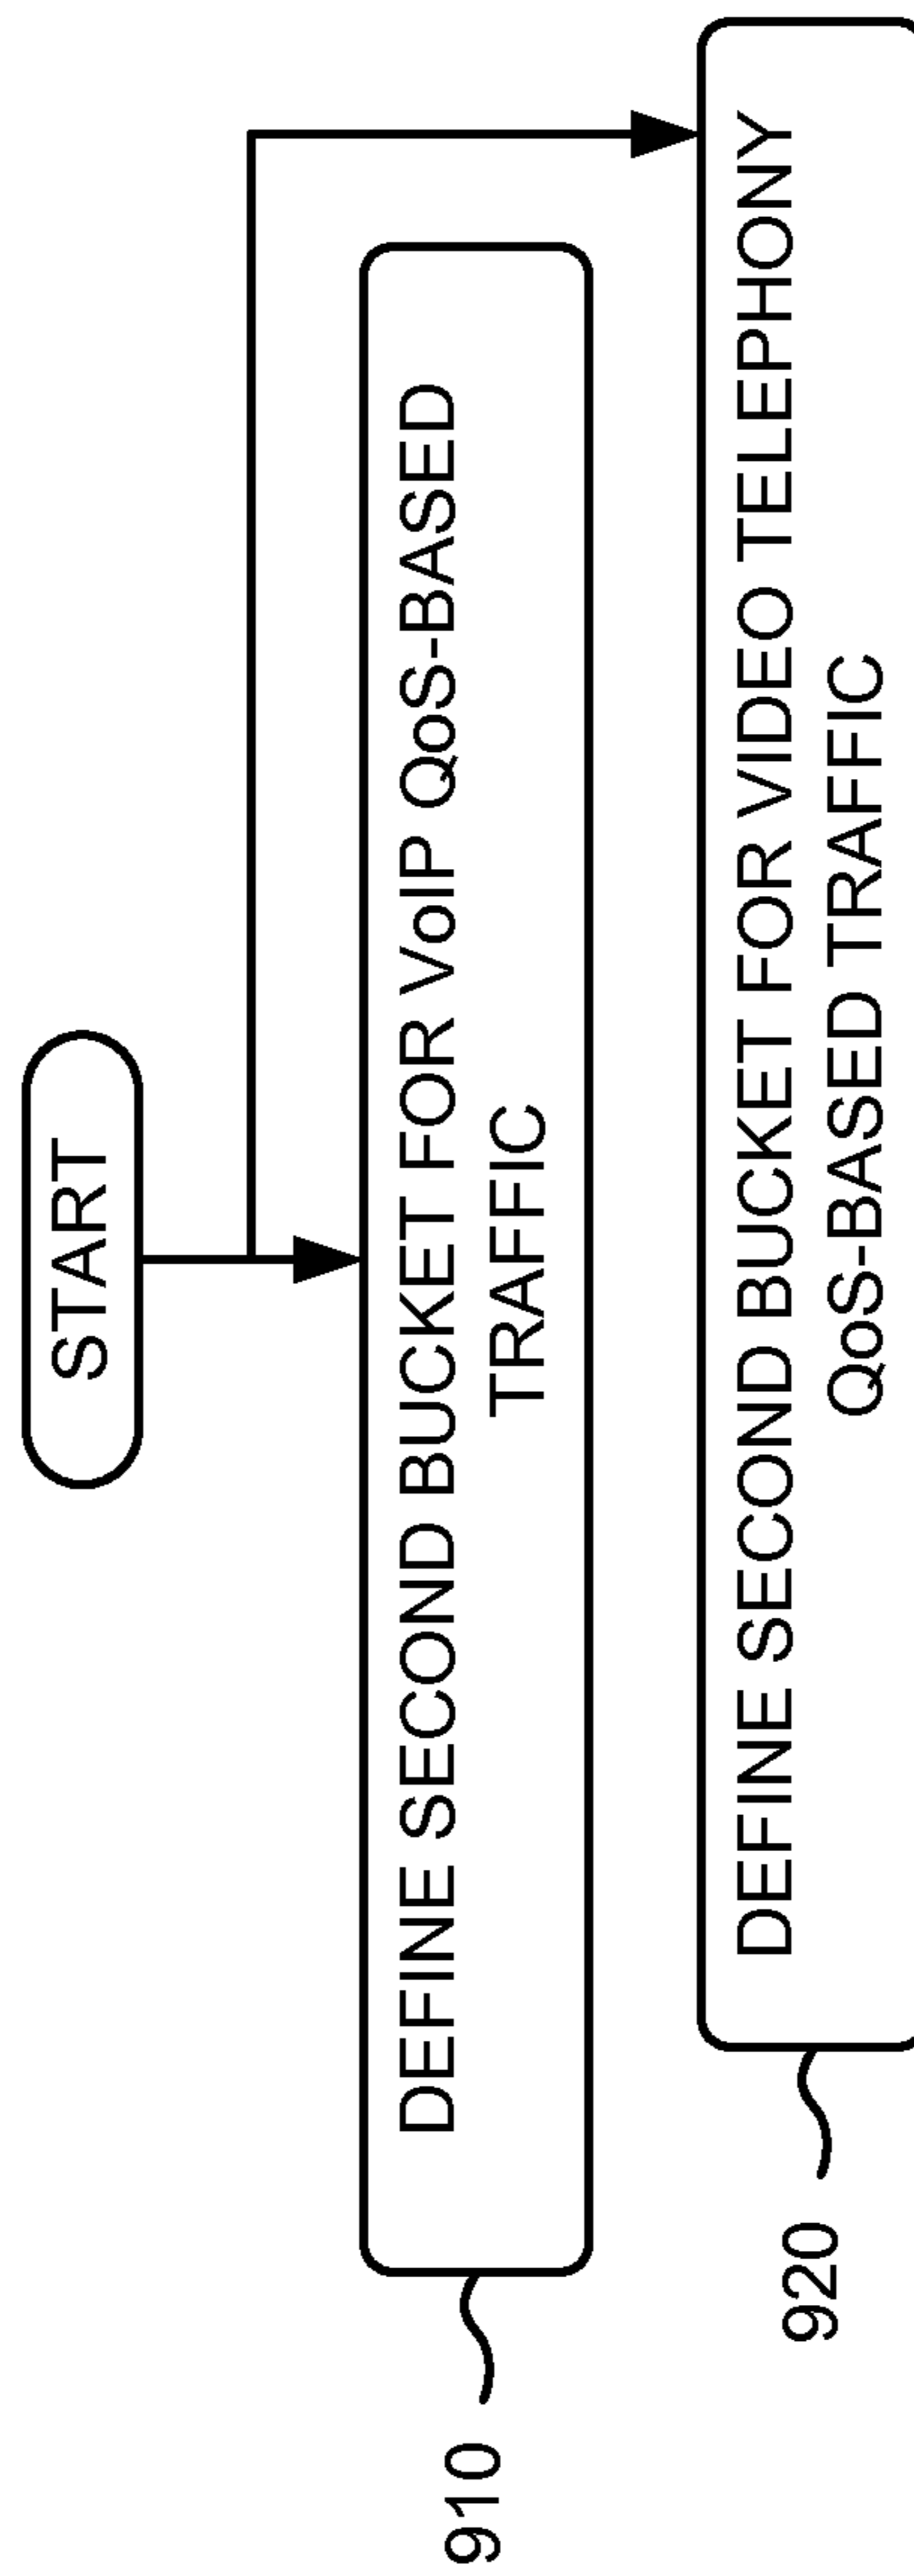 START
DEFINE SECOND BUCKET FOR VoIP QoS-BASED
TRAFFIC
910
DEFINE SECOND BUCKET FOR VIDEO TELEPHONY
QoS-BASED TRAFFIC
920